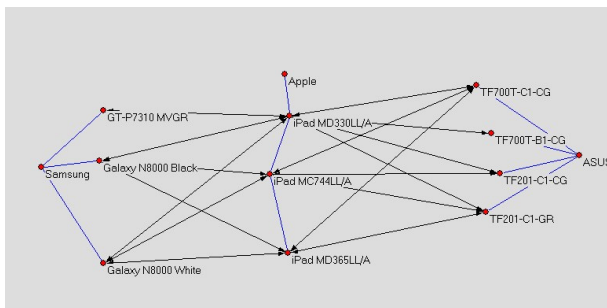 Apple
TF700T-C1-CG
GT-P7310 MVGR
iPad MD330LL/A
TF700T-B1-CG
Galaxy N8000 Black
ASUS
Samsung
iPad MC744LL/A
TF201-C1-CG
TF201-C1-GR
iPad MD365LL/A
Galaxy N8000 White